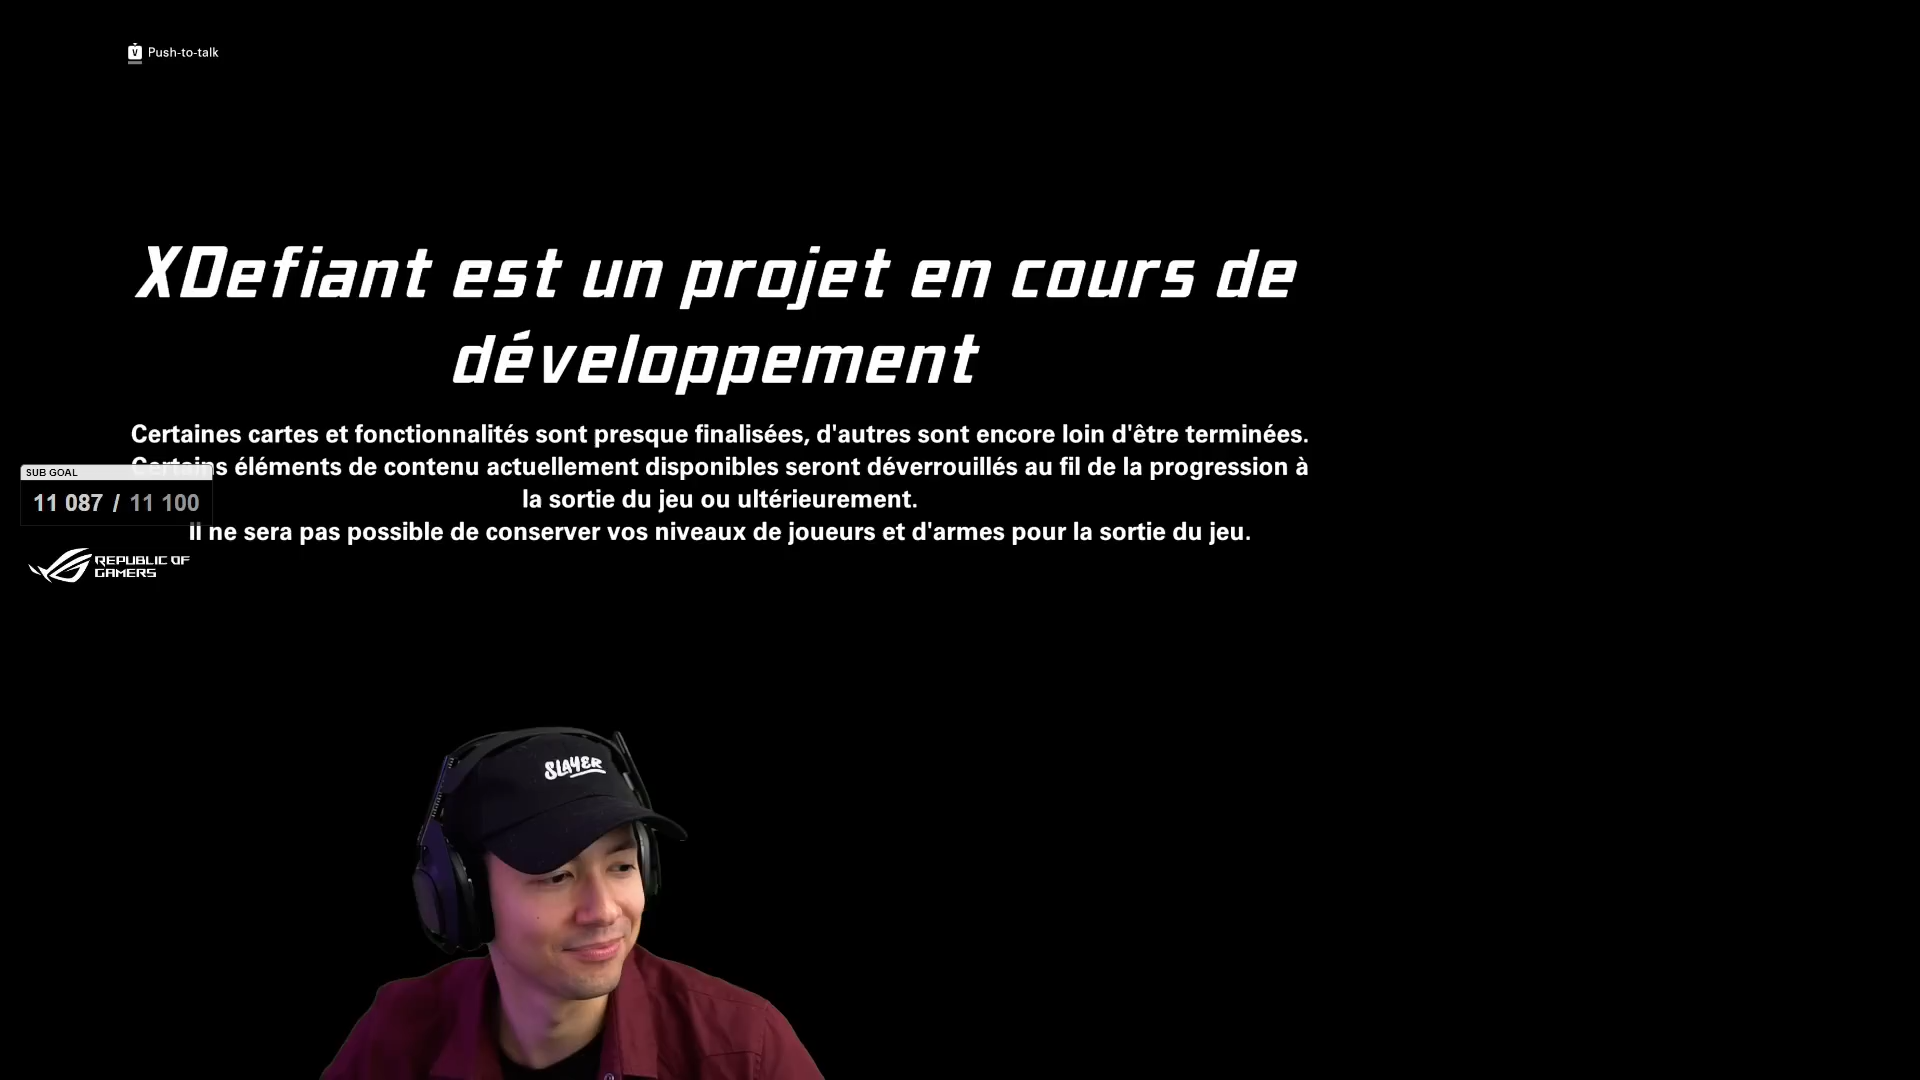 Push-to-talk
XDefiant est un projet en cours de
développement
Certaines cartes et fonctionnalités sont presque finalisées, d'autres sont encore loin d'être terminées.
Certains éléments de contenu actuellement disponibles seront déverrouillés au fil de la progression à
la sortie du jeu ou ultérieurement.
Il ne sera pas possible de conserver vos niveaux de joueurs et d'armes pour la sortie du jeu.
SUB GOAL
11 087 / 11 100
REPUBLIC OF
GAMERS
SLAYER